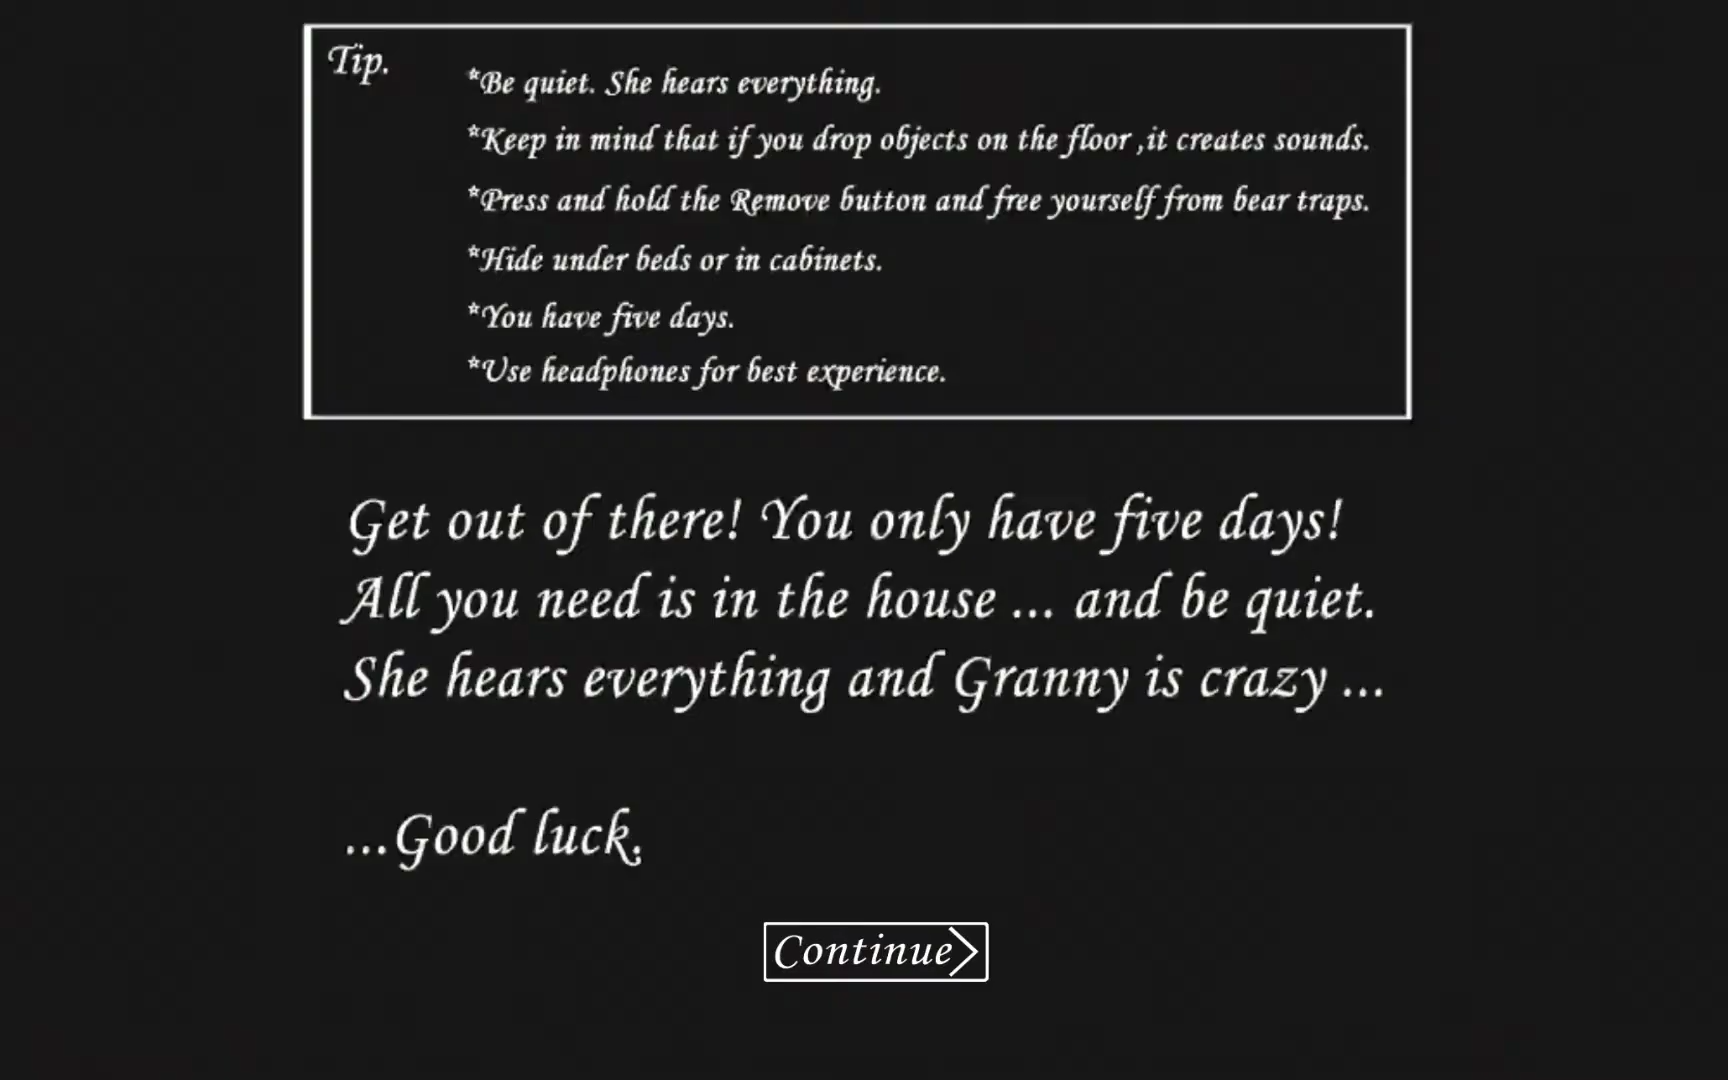 Tip.
*Be quiet. She hears everything.
*Keep in mind that if you drop objects on the floor ,it creates sounds.
*Press and hold the Remove button and free yourself from bear traps.
*Hide under beds or in cabinets.
*You have five days.
*Use headphones for best experience.
Get out of there! You only have five days!
All you need is in the house ... and be quiet.
She hears everything and Granny is crazy ...
...Good luck.
Continue>